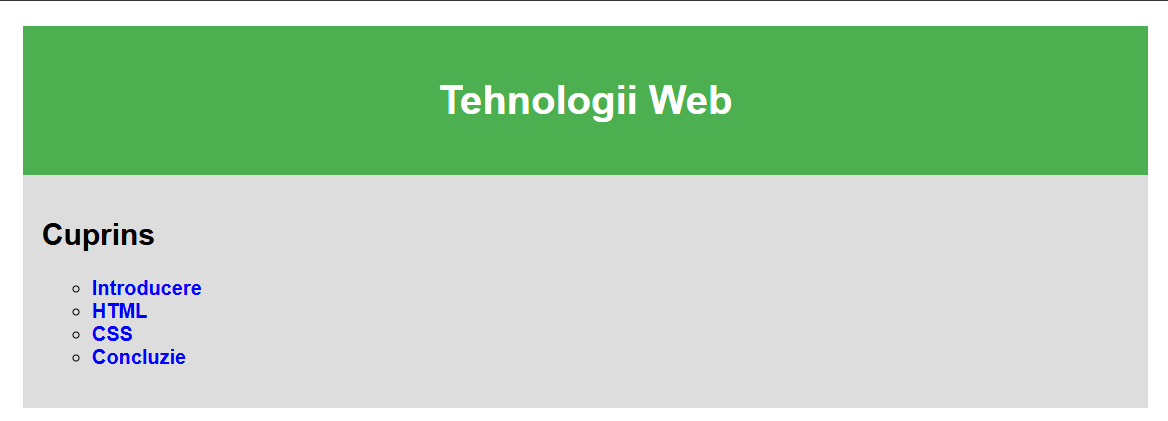 Tehnologii Web
Cuprins
Introducere
HTML
CSS
Concluzie